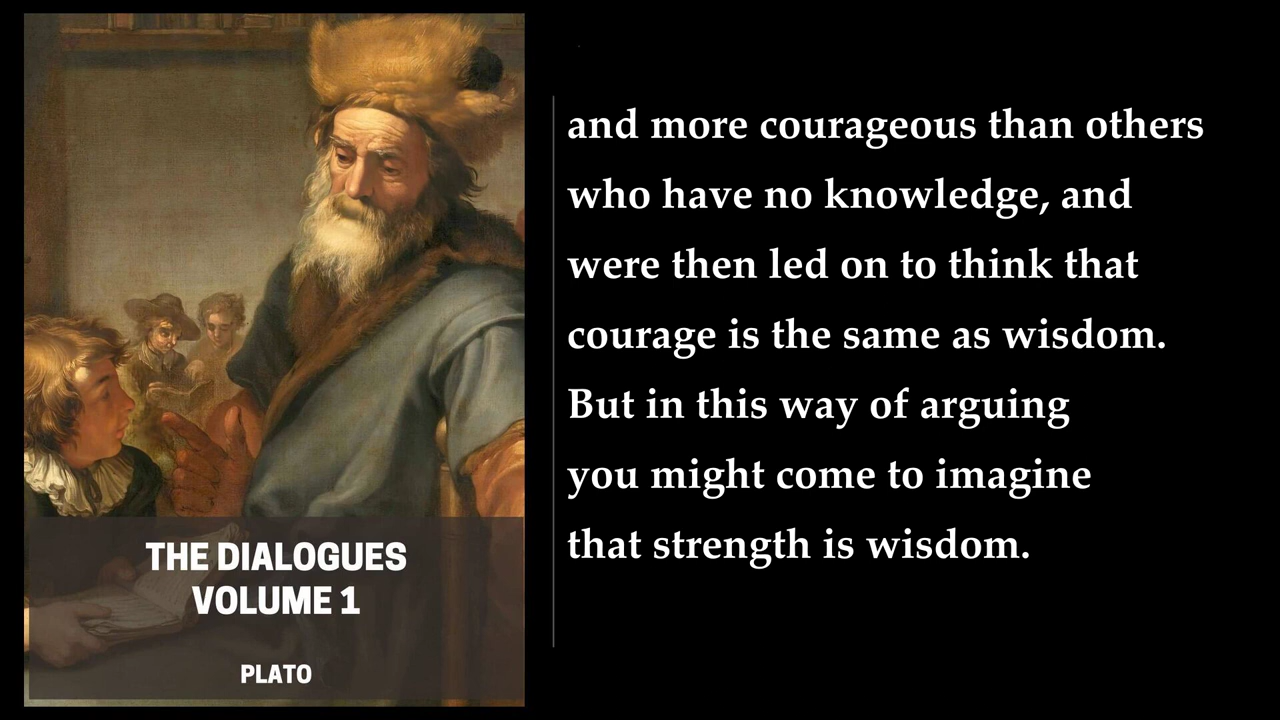 THE DIALOGUES
VOLUME 1
PLATO
and more courageous than others
who have no knowledge, and
were then led on to think that
courage is the same as wisdom.
But in this way of arguing
you might come to imagine
that strength is wisdom.